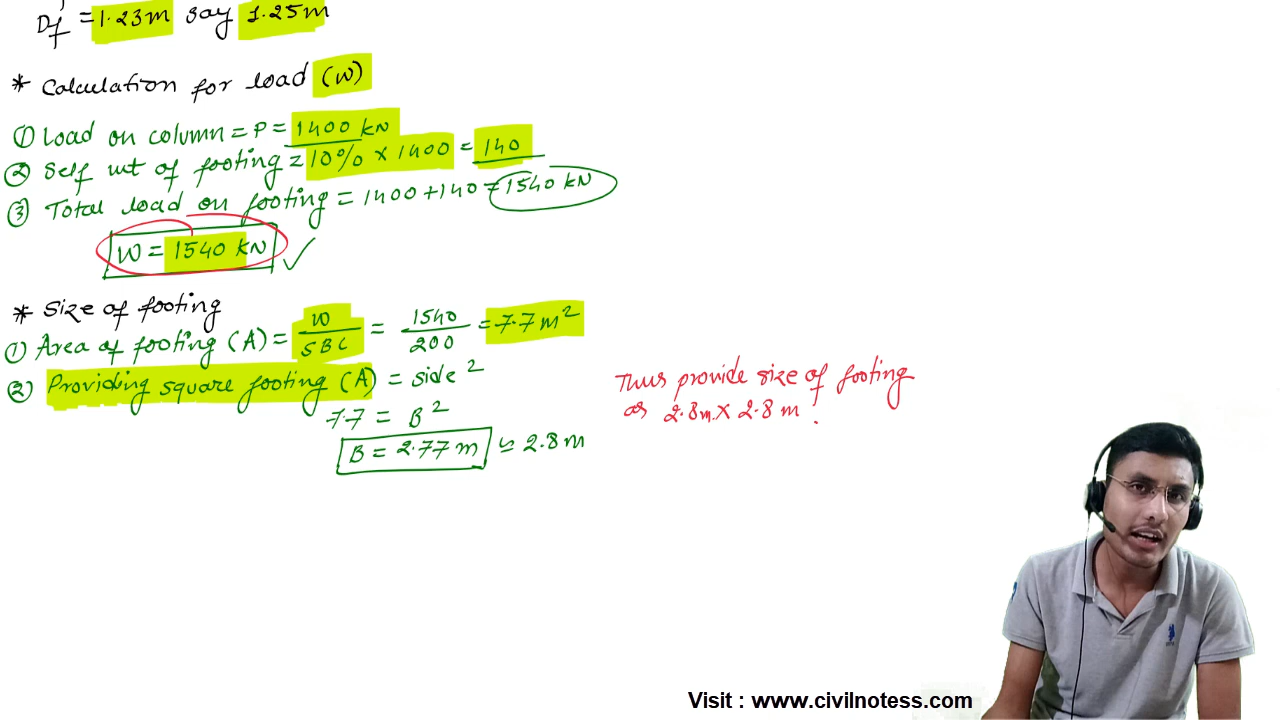 Df = 1.23m say 1.25m
* Calculation for load (W)
① Load on column = P = 1400 kN
② Self wt of footing = 10% × 1400 = 140
③ Total load on footing = 1400 + 140 = 1540 kN
W = 1540 kN ✓
* Size of footing
① Area of footing (A) = W/SBC = 1540/200 = 7.7 m²
② Providing square footing (A) = side²
7.7 = B²
B = 2.77 m ≃ 2.8 m
Thus provide size of footing
as 2.8m × 2.8 m.
Visit : www.civilnotess.com